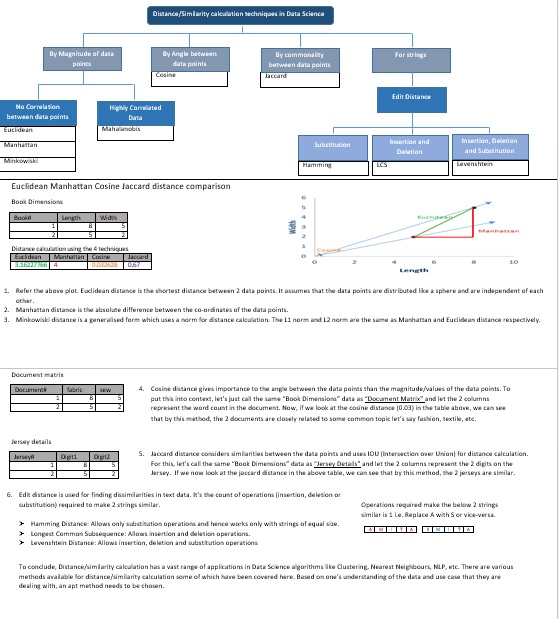 Distance/Similarity calculation techniques in Data Science
By Magnitude of data points
By Angle between data points
By commonality between data points
For strings
Cosine
Jaccard
No Correlation between data points
Highly Correlated Data
Edit Distance
Euclidean
Manhattan
Minkowiski
Mahalanobis
Substitution
Insertion and Deletion
Insertion, Deletion and Substitution
Hamming
LCS
Levenshtein
Euclidean Manhattan Cosine Jaccard distance comparison
Book Dimensions
Book# Length Width
1 8 5
2 5 2
Distance calculation using the 4 techniques
Euclidean Manhattan Cosine Jaccard
3.16227766 4 0.032628 0.67
6
5
4
3
2
1
0
0 2 4 6 8 10
Width
Length
Euclidean
Manhattan
Cosine
1. Refer the above plot. Euclidean distance is the shortest distance between 2 data points. It assumes that the data points are distributed like a sphere and are independent of each
other.
2. Manhattan distance is the absolute difference between the co-ordinates of the data points.
3. Minkowiski distance is a generalised form which uses a norm for distance calculation. The L1 norm and L2 norm are the same as Manhattan and Euclidean distance respectively.
Document matrix
Document# fabric sew
1 8 5
2 5 2
4. Cosine distance gives importance to the angle between the data points than the magnitude/values of the data points. To
put this into context, let's just call the same "Book Dimensions" data as "Document Matrix" and let the 2 columns
represent the word count in the document. Now, if we look at the cosine distance (0.03) in the table above, we can see
that by this method, the 2 documents are closely related to some common topic let's say fashion, textile, etc.
Jersey details
Jersey# Digit1 Digit2
1 8 5
2 5 2
5. Jaccard distance considers similarities between the data points and uses IOU (Intersection over Union) for distance calculation.
For this, let's call the same "Book Dimensions" data as "Jersey Details" and let the 2 columns represent the 2 digits on the
Jersey. If we now look at the jaccard distance in the above table, we can see that by this method, the 2 jerseys are similar.
6. Edit distance is used for finding dissimilarities in text data. It's the count of operations (insertion, deletion or
substitution) required to make 2 strings similar.
➤ Hamming Distance: Allows only substitution operations and hence works only with strings of equal size.
➤ Longest Common Subsequence: Allows insertion and deletion operations.
➤ Levenshtein Distance: Allows insertion, deletion and substitution operations
Operations required make the below 2 strings
similar is 1 i.e. Replace A with S or vice-versa.
A M I T A S M I T A
To conclude, Distance/similarity calculation has a vast range of applications in Data Science algorithms like Clustering, Nearest Neighbours, NLP, etc. There are various
methods available for distance/similarity calculation some of which have been covered here. Based on one's understanding of the data and use case that they are
dealing with, an apt method needs to be chosen.